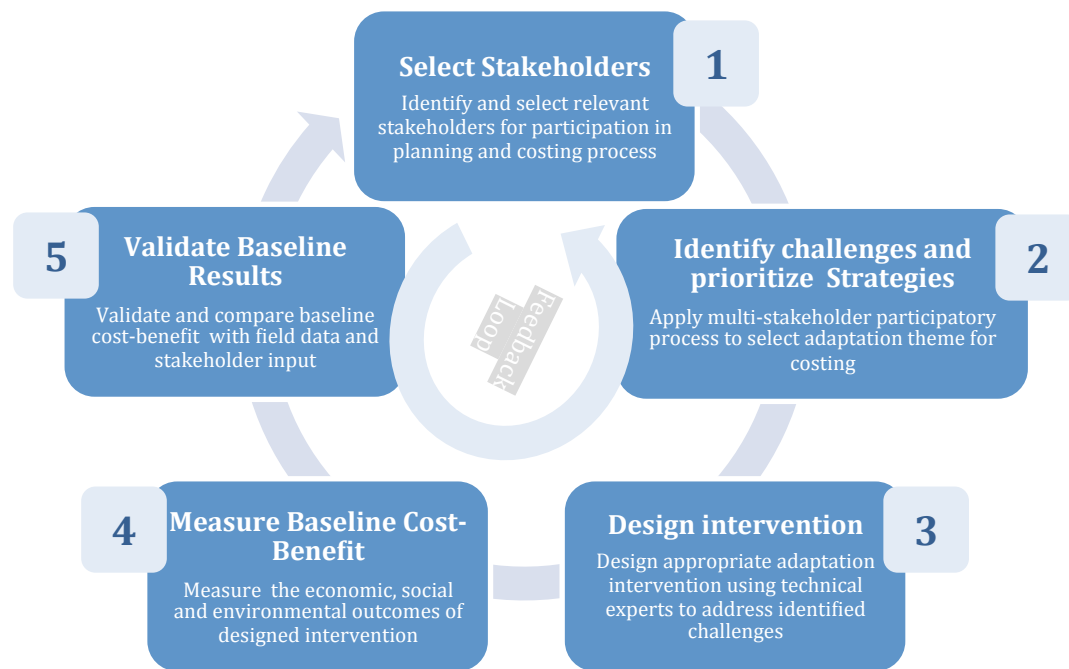 1
Select Stakeholders
Identify and select relevant
stakeholders for participation in
planning and costing process
2
Identify challenges and
prioritize  Strategies
Apply multi-stakeholder participatory
process to select adaptation theme for
costing
3
Design intervention
Design appropriate adaptation
intervention using technical
experts to address identified
challenges
4
Measure Baseline Cost-
Benefit
Measure  the economic, social
and environmental outcomes of
designed intervention
5
Validate Baseline
Results
Validate and compare baseline
cost-benefit  with field data and
stakeholder input
Feedback
Loop